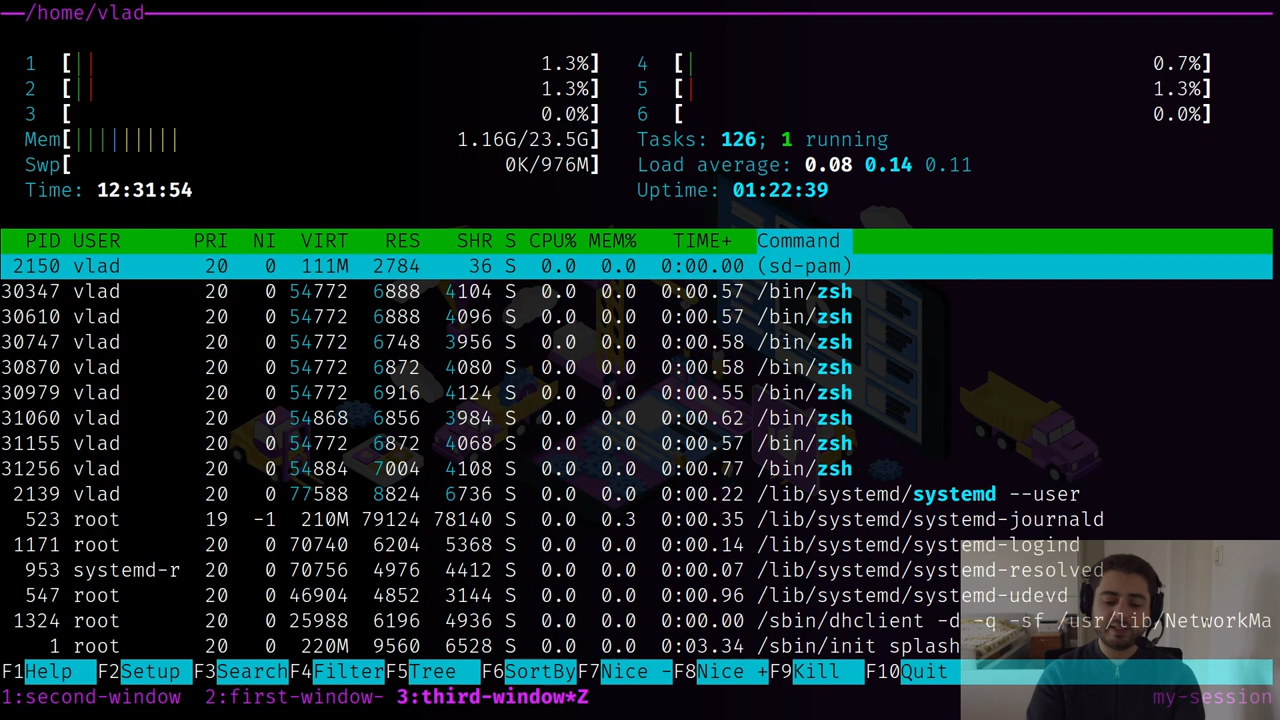 /home/vlad
1 [|| 1.3%] 4 [| 0.7%]
2 [|| 1.3%] 5 [| 1.3%]
3 [ 0.0%] 6 [ 0.0%]
Mem[|||||||||| 1.16G/23.5G] Tasks: 126; 1 running
Swp[ 0K/976M] Load average: 0.08 0.14 0.11
Time: 12:31:54 Uptime: 01:22:39
PID USER PRI NI VIRT RES SHR S CPU% MEM% TIME+ Command
2150 vlad 20 0 111M 2784 36 S 0.0 0.0 0:00.00 (sd-pam)
30347 vlad 20 0 54772 6888 4104 S 0.0 0.0 0:00.57 /bin/zsh
30610 vlad 20 0 54772 6888 4096 S 0.0 0.0 0:00.57 /bin/zsh
30747 vlad 20 0 54772 6748 3956 S 0.0 0.0 0:00.58 /bin/zsh
30870 vlad 20 0 54772 6872 4080 S 0.0 0.0 0:00.58 /bin/zsh
30979 vlad 20 0 54772 6916 4124 S 0.0 0.0 0:00.55 /bin/zsh
31060 vlad 20 0 54868 6856 3984 S 0.0 0.0 0:00.62 /bin/zsh
31155 vlad 20 0 54772 6872 4068 S 0.0 0.0 0:00.57 /bin/zsh
31256 vlad 20 0 54884 7004 4108 S 0.0 0.0 0:00.77 /bin/zsh
2139 vlad 20 0 77588 8824 6736 S 0.0 0.0 0:00.22 /lib/systemd/systemd --user
523 root 19 -1 210M 79124 78140 S 0.0 0.3 0:00.35 /lib/systemd/systemd-journald
1171 root 20 0 70740 6204 5368 S 0.0 0.0 0:00.14 /lib/systemd/systemd-logind
953 systemd-r 20 0 70756 4976 4412 S 0.0 0.0 0:00.07 /lib/systemd/systemd-resolved
547 root 20 0 46904 4852 3144 S 0.0 0.0 0:00.96 /lib/systemd/systemd-udevd
1324 root 20 0 25988 6196 4936 S 0.0 0.0 0:00.00 /sbin/dhclient -d -q -sf /usr/lib/NetworkMa
1 root 20 0 220M 9560 6528 S 0.0 0.0 0:03.34 /sbin/init splash
F1Help F2Setup F3SearchF4FilterF5Tree F6SortByF7Nice -F8Nice +F9Kill F10Quit
1:second-window 2:first-window- 3:third-window*Z my-session